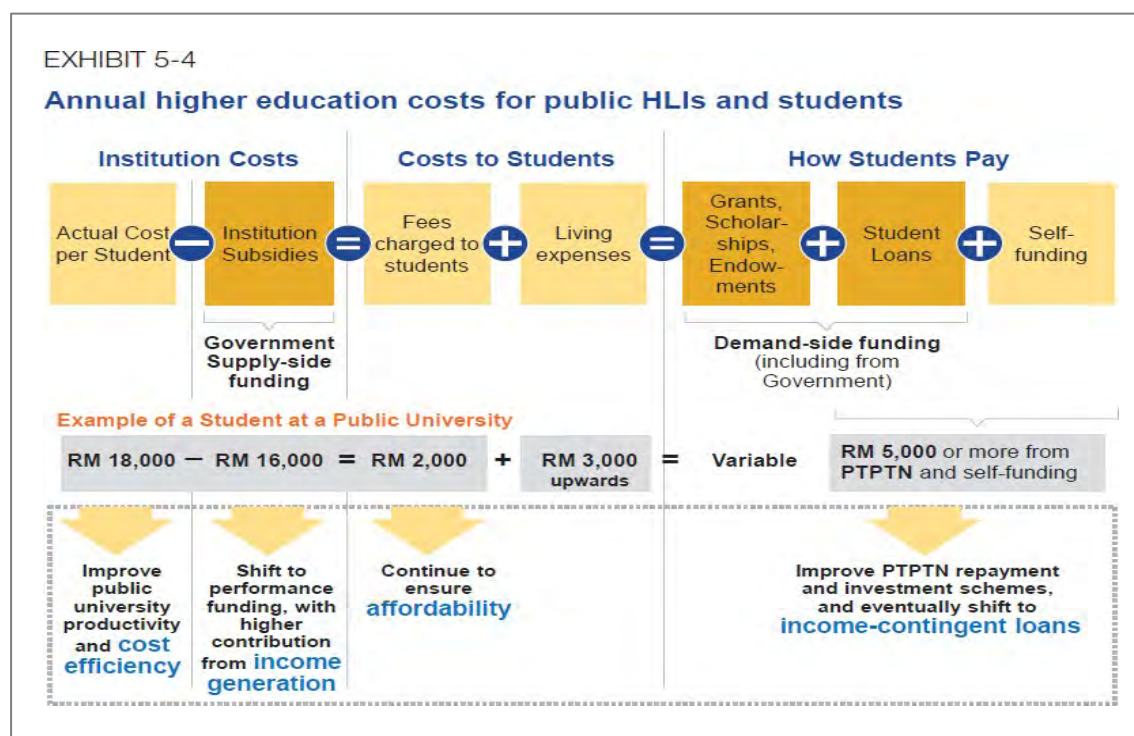 EXHIBIT 5-4
Annual higher education costs for public HLIs and students
Institution Costs
Costs to Students
How Students Pay
Actual Cost
per Student
−
Institution
Subsidies
=
Fees
charged to
students
+
Living
expenses
=
Grants,
Scholar-
ships,
Endow-
ments
+
Student
Loans
+
Self-
funding
Government
Supply-side
funding
Demand-side funding
(including from
Government)
Example of a Student at a Public University
RM 18,000 − RM 16,000 = RM 2,000 + RM 3,000
upwards
= Variable
RM 5,000 or more from
PTPTN and self-funding
Improve
public
university
productivity
and cost
efficiency
Shift to
performance
funding, with
higher
contribution
from income
generation
Continue to
ensure
affordability
Improve PTPTN repayment
and investment schemes,
and eventually shift to
income-contingent loans